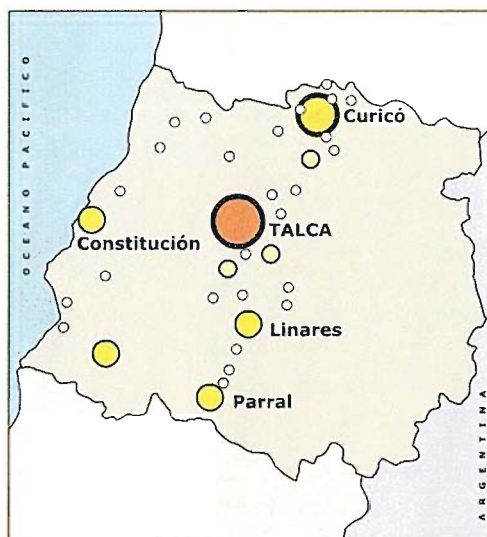 OCEANO PACIFICO
Curicó
Constitución
TALCA
Linares
Parral
ARGENTINA